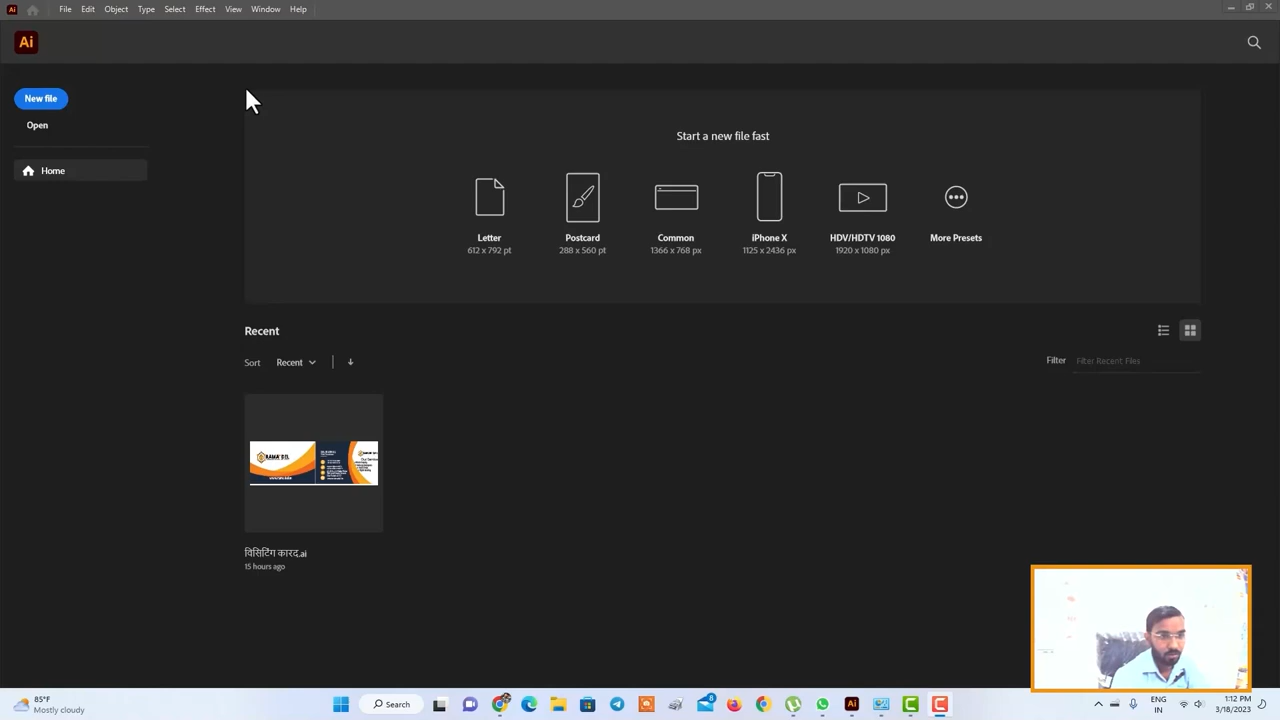 File Edit Object Type Select Effect View Window Help
Ai
New file
Open
Home
Start a new file fast
Letter
612 x 792 pt
Postcard
288 x 560 pt
Common
1366 x 768 px
iPhone X
1125 x 2436 px
HDV/HDTV 1080
1920 x 1080 px
More Presets
Recent
Sort Recent
Filter Filter Recent Files
विसिटिंग कारद.ai
15 hours ago
85°F
Mostly cloudy
Search
ENG
IN
1:12 PM
3/18/2023